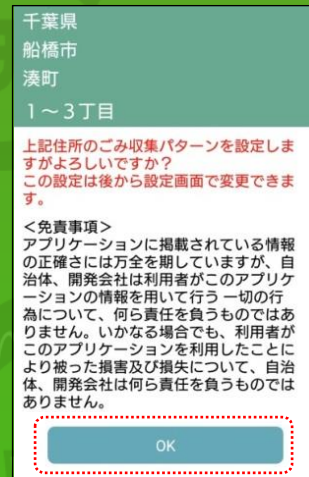 千葉県
船橋市
湊町
1~3丁目
上記住所のごみ収集パターンを設定しま
すがよろしいですか？
この設定は後から設定画面で変更できま
す。
＜免責事項＞
アプリケーションに掲載されている情報
の正確さには万全を期していますが、自
治体、開発会社は利用者がこのアプリケ
ーションの情報を用いて行う一切の行
為について、何ら責任を負うものではあ
りません。いかなる場合でも、利用者が
このアプリケーションを利用したことに
より被った損害及び損失について、自治
体、開発会社は何ら責任を負うものでは
ありません。
OK